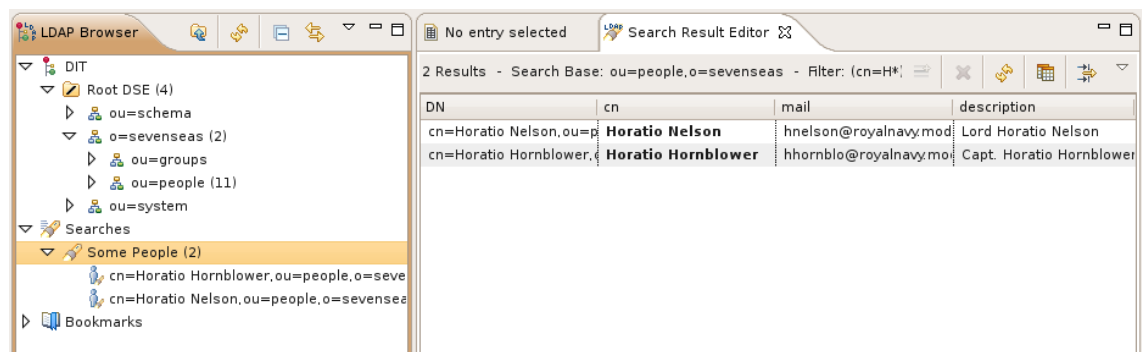 LDAP Browser
DIT
Root DSE (4)
ou=schema
o=sevenseas (2)
ou=groups
ou=people (11)
ou=system
Searches
Some People (2)
cn=Horatio Hornblower,ou=people,o=seve
cn=Horatio Nelson,ou=people,o=sevensea
Bookmarks
No entry selected
LDAP Search Result Editor
2 Results - Search Base: ou=people,o=sevenseas - Filter: (cn=H*)
DN cn mail description
cn=Horatio Nelson,ou=p Horatio Nelson hnelson@royalnavy.mod Lord Horatio Nelson
cn=Horatio Hornblower,o Horatio Hornblower hhornblo@royalnavy.mo Capt. Horatio Hornblower